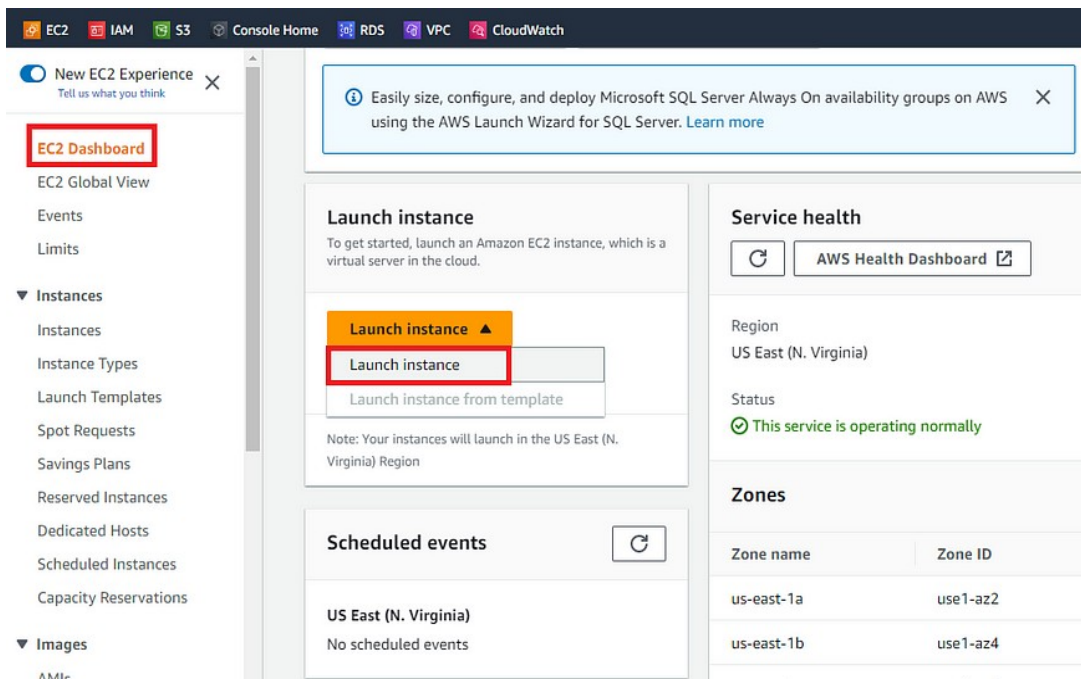 EC2 IAM S3 Console Home RDS VPC CloudWatch
New EC2 Experience
Tell us what you think
EC2 Dashboard
EC2 Global View
Events
Limits
Instances
Instances
Instance Types
Launch Templates
Spot Requests
Savings Plans
Reserved Instances
Dedicated Hosts
Scheduled Instances
Capacity Reservations
Images
AMIs
Easily size, configure, and deploy Microsoft SQL Server Always On availability groups on AWS
using the AWS Launch Wizard for SQL Server. Learn more
Launch instance
To get started, launch an Amazon EC2 instance, which is a
virtual server in the cloud.
Launch instance
Launch instance
Launch instance from template
Note: Your instances will launch in the US East (N.
Virginia) Region
Scheduled events
US East (N. Virginia)
No scheduled events
Service health
AWS Health Dashboard
Region
US East (N. Virginia)
Status
This service is operating normally
Zones
Zone name Zone ID
us-east-1a use1-az2
us-east-1b use1-az4